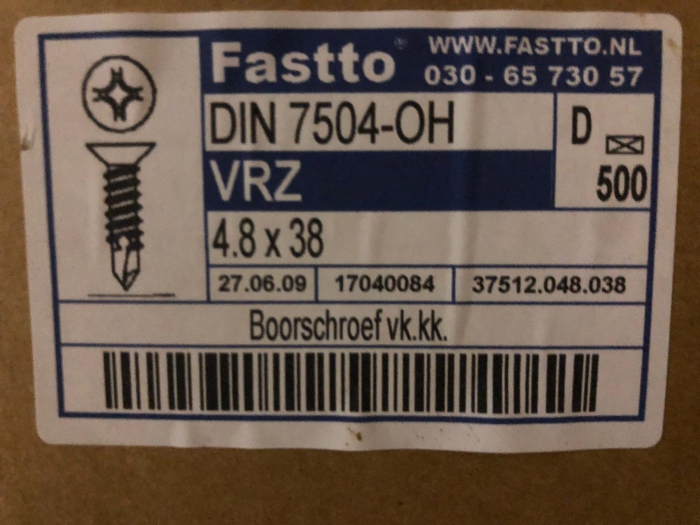 Fastto
WWW.FASTTO.NL
030 - 65 730 57
DIN 7504-OH
D
VRZ
500
4.8 x 38
27.06.09 17040084 37512.048.038
Boorschroef vk.kk.